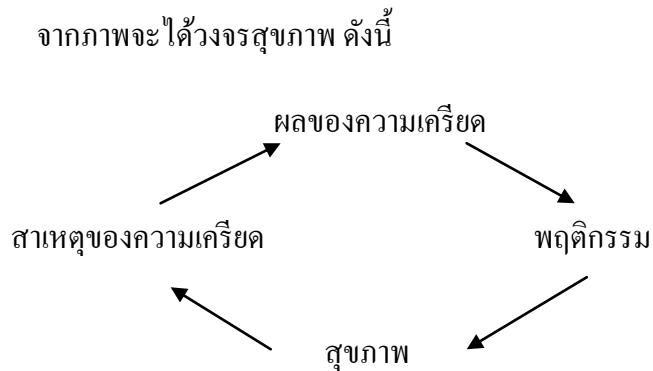 จากภาพจะได้วงจรสุขภาพ ดังนี้
ผลของความเครียด
สาเหตุของความเครียด
พฤติกรรม
สุขภาพ